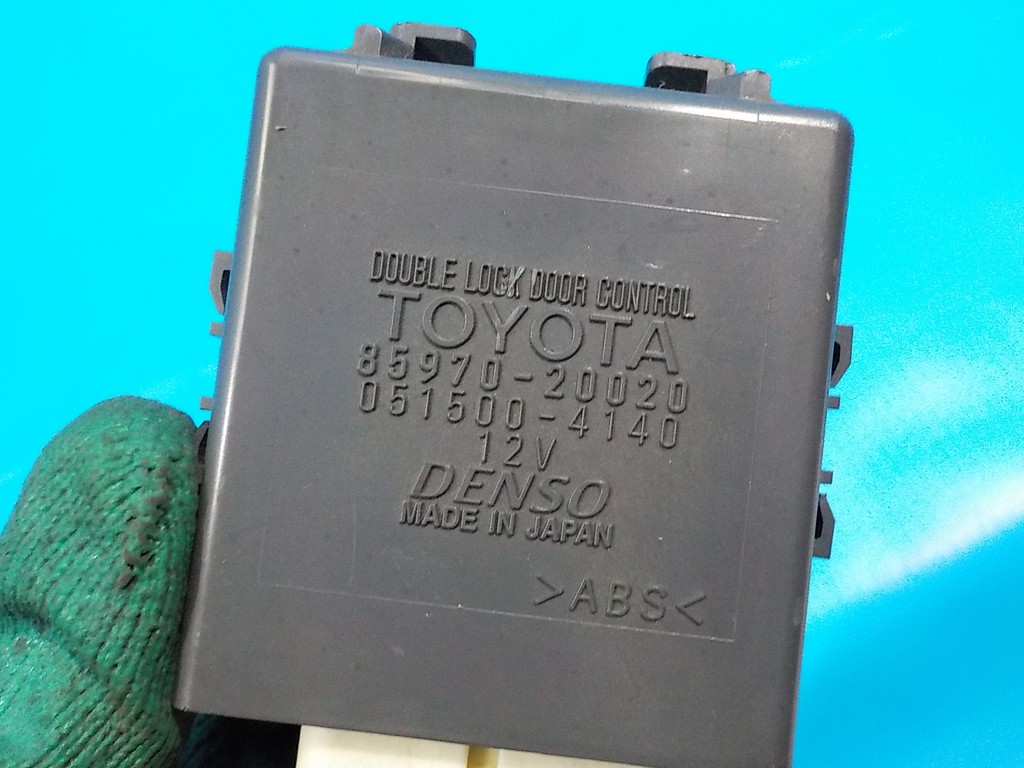 DOUBLE LOCK DOOR CONTROL
TOYOTA
85970-20020
051500-4140
12V
DENSO
MADE IN JAPAN
>ABS<